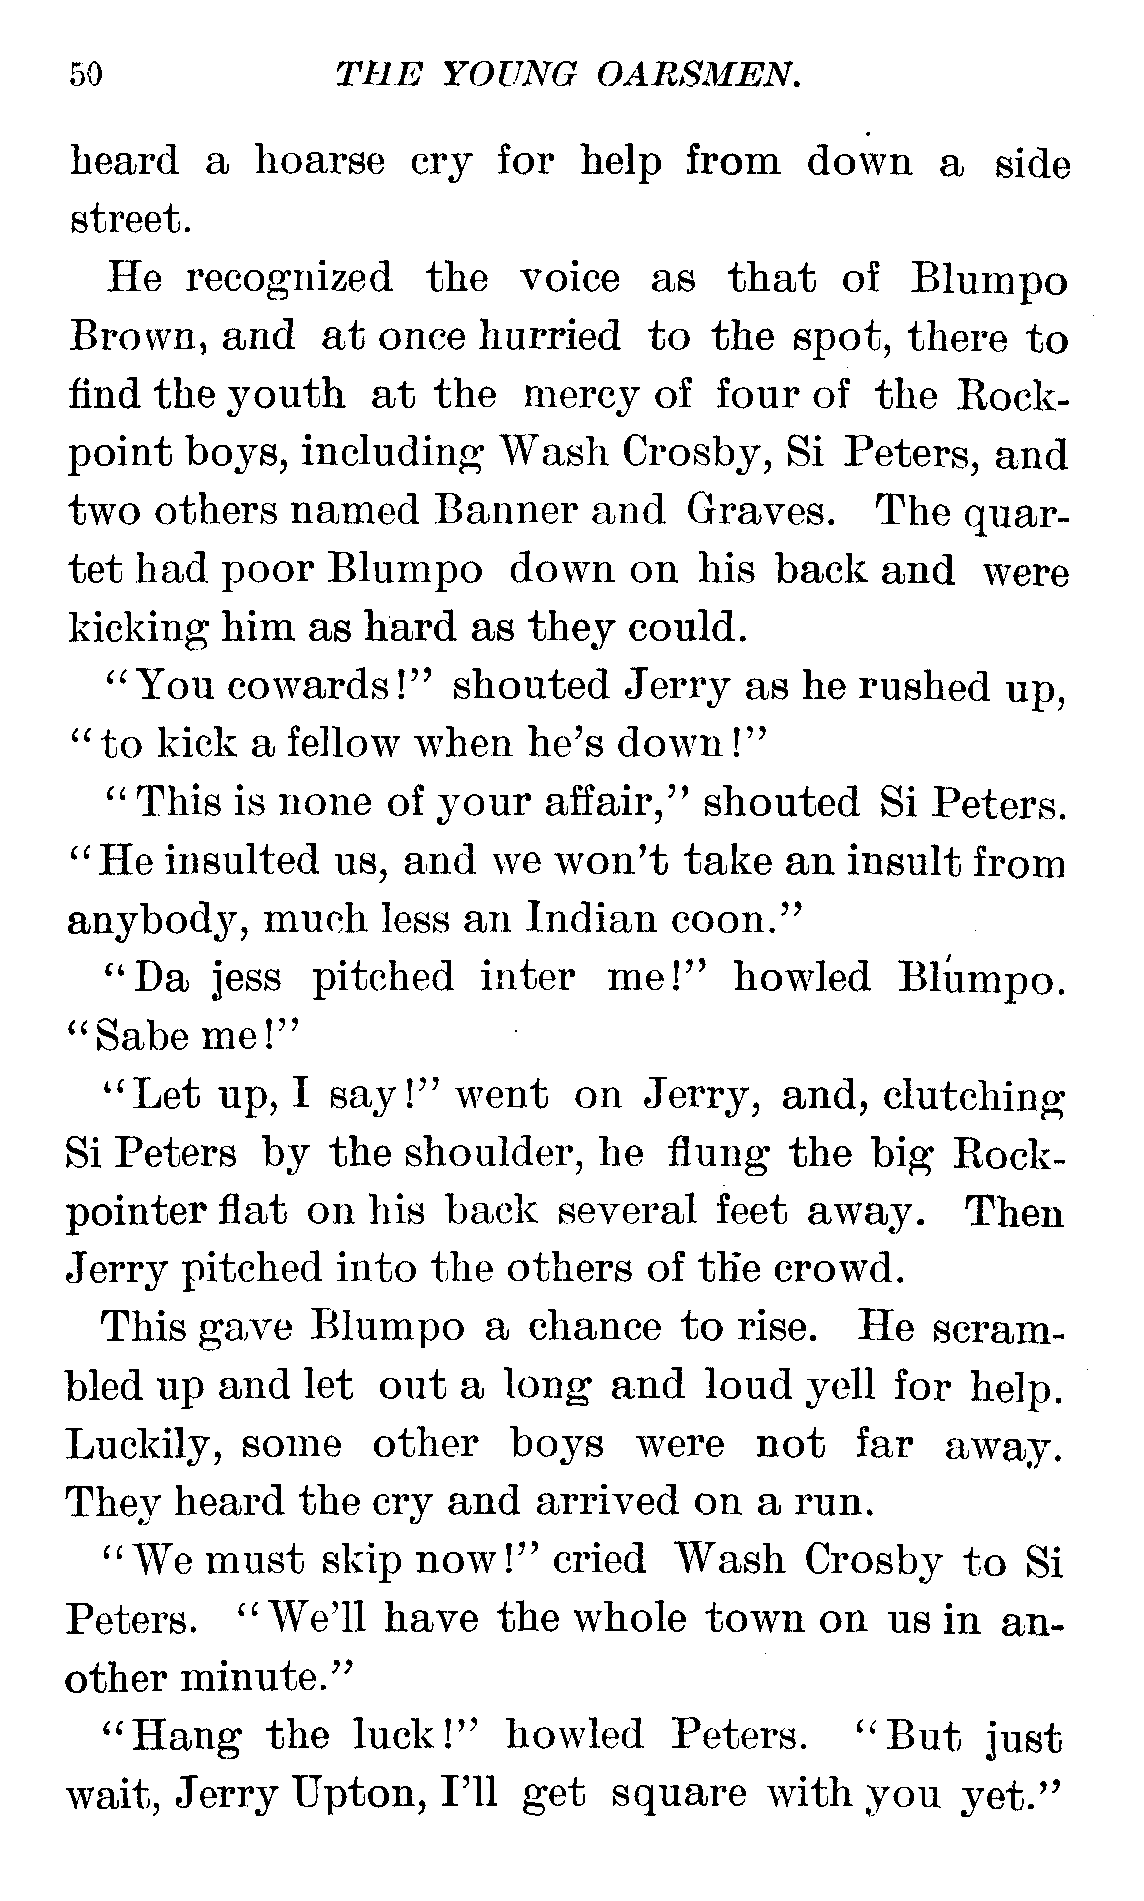 50 THE YOUNG OARSMEN.
heard a hoarse cry for help from down a side
street.
He recognized the voice as that of Blumpo
Brown, and at once hurried to the spot, there to
find the youth at the mercy of four of the Rock-
point boys, including Wash Crosby, Si Peters, and
two others named Banner and Graves. The quar-
tet had poor Blumpo down on his back and were
kicking him as hard as they could.
"You cowards!" shouted Jerry as he rushed up,
"to kick a fellow when he's down!"
"This is none of your affair," shouted Si Peters.
"He insulted us, and we won't take an insult from
anybody, much less an Indian coon."
"Da jess pitched inter me!" howled Blumpo.
"Sabe me!"
"Let up, I say!" went on Jerry, and, clutching
Si Peters by the shoulder, he flung the big Rock-
pointer flat on his back several feet away. Then
Jerry pitched into the others of the crowd.
This gave Blumpo a chance to rise. He scram-
bled up and let out a long and loud yell for help.
Luckily, some other boys were not far away.
They heard the cry and arrived on a run.
"We must skip now!" cried Wash Crosby to Si
Peters. "We'll have the whole town on us in an-
other minute."
"Hang the luck!" howled Peters. "But just
wait, Jerry Upton, I'll get square with you yet."